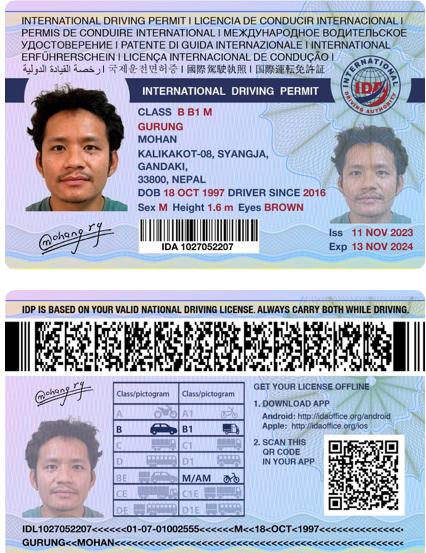 INTERNATIONAL DRIVING PERMIT I LICENCIA DE CONDUCIR INTERNACIONAL I
PERMIS DE CONDUIRE INTERNATIONAL I МЕЖДУНАРОДНОЕ ВОДИТЕЛЬСКОЕ
УДОСТОВЕРЕНИЕ I PATENTE DI GUIDA INTERNAZIONALE I INTERNATIONAL
ERFÜHRERSCHEIN I LICENÇA INTERNACIONAL DE CONDUÇÃO I
رخصة القيادة الدولية I 국제운전면허증 I 國際駕駛執照 I 国際運転免許証
INTERNATIONAL DRIVING PERMIT
INTERNATIONAL
IDA
DRIVING AUTHORITY
CLASS B B1 M
GURUNG
MOHAN
KALIKAKOT-08, SYANGJA,
GANDAKI,
33800, NEPAL
DOB 18 OCT 1997 DRIVER SINCE 2016
Sex M Height 1.6 m Eyes BROWN
IDA 1027052207
Iss 11 NOV 2023
Exp 13 NOV 2024
IDP IS BASED ON YOUR VALID NATIONAL DRIVING LICENSE. ALWAYS CARRY BOTH WHILE DRIVING.
Class/pictogram Class/pictogram
A A1
B B1
C C1
D D1
BE M/AM
CE C1E
DE D1E
GET YOUR LICENSE OFFLINE
1. DOWNLOAD APP
Android: http://idaoffice.org/android
Apple: http://idaoffice.org/ios
2. SCAN THIS
QR CODE
IN YOUR APP
IDL1027052207<<<<<<01-07-01002555<<<<<<M<<18<OCT<1997<<<<<<<<<<<<<
GURUNG<<MOHAN<<<<<<<<<<<<<<<<<<<<<<<<<<<<<<<<<<<<<<<<